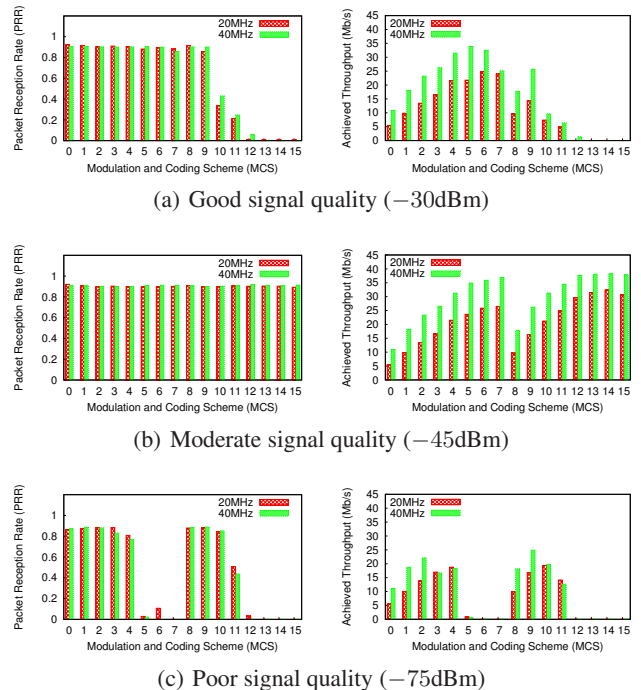 20MHz
40MHz
Packet Reception Rate (PRR)
1
0.8
0.6
0.4
0.2
0
0 1 2 3 4 5 6 7 8 9 10 11 12 13 14 15
Modulation and Coding Scheme (MCS)
20MHz
40MHz
Achieved Throughput (Mb/s)
45
40
35
30
25
20
15
10
5
0
0 1 2 3 4 5 6 7 8 9 10 11 12 13 14 15
Modulation and Coding Scheme (MCS)
(a) Good signal quality (−30dBm)
20MHz
40MHz
Packet Reception Rate (PRR)
1
0.8
0.6
0.4
0.2
0
0 1 2 3 4 5 6 7 8 9 10 11 12 13 14 15
Modulation and Coding Scheme (MCS)
20MHz
40MHz
Achieved Throughput (Mb/s)
45
40
35
30
25
20
15
10
5
0
0 1 2 3 4 5 6 7 8 9 10 11 12 13 14 15
Modulation and Coding Scheme (MCS)
(b) Moderate signal quality (−45dBm)
20MHz
40MHz
Packet Reception Rate (PRR)
1
0.8
0.6
0.4
0.2
0
0 1 2 3 4 5 6 7 8 9 10 11 12 13 14 15
Modulation and Coding Scheme (MCS)
20MHz
40MHz
Achieved Throughput (Mb/s)
45
40
35
30
25
20
15
10
5
0
0 1 2 3 4 5 6 7 8 9 10 11 12 13 14 15
Modulation and Coding Scheme (MCS)
(c) Poor signal quality (−75dBm)